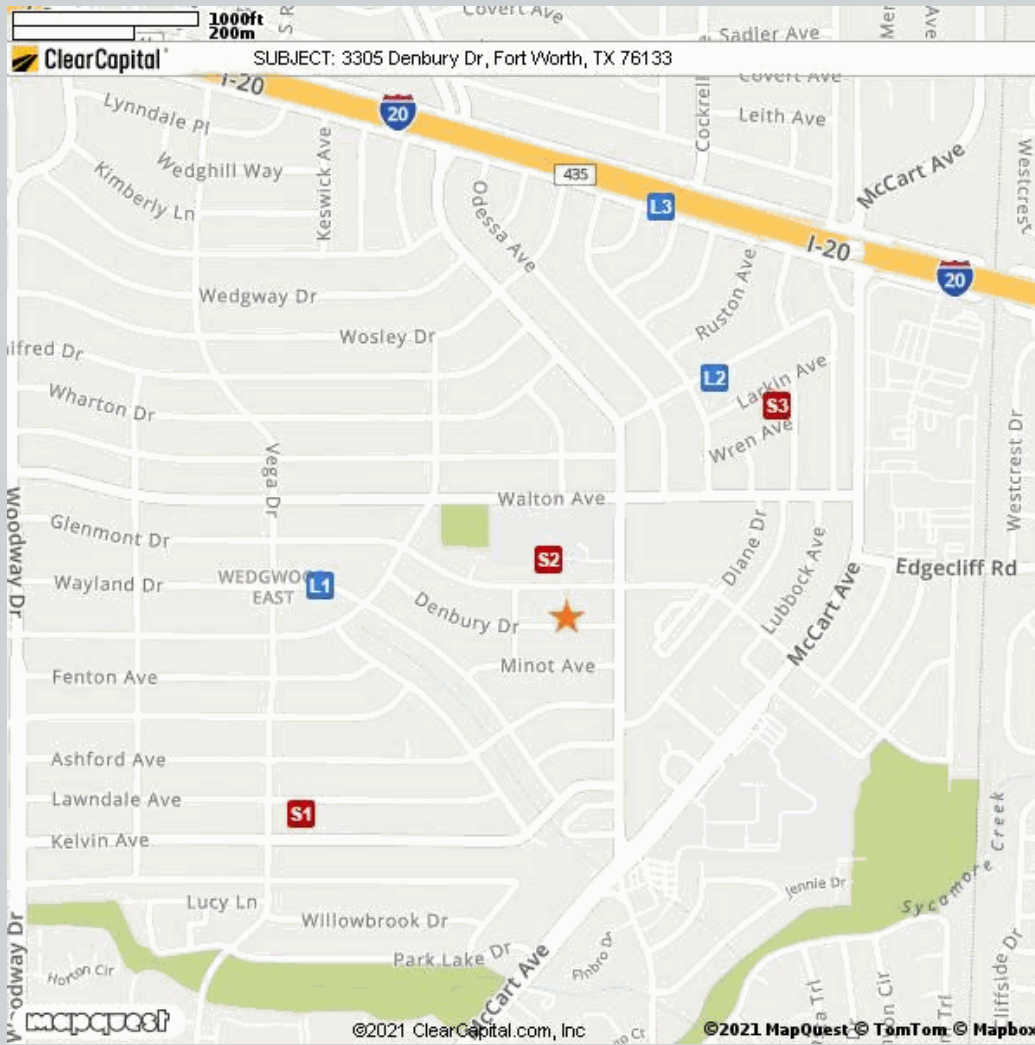 1000ft
200m
Covert Ave
Sadler Ave
Ave
ClearCapital
SUBJECT: 3305 Denbury Dr, Fort Worth, TX 76133
I-20
Covert Ave
20
Lynndale Pl
Leith Ave
Cockrell
Keswick Ave
Wedghill Way
435
McCart Ave
Westcrest
Kimberly Ln
Odessa Ave
L3
I-20
20
Wedgway Dr
Ruston Ave
Wosley Dr
lfred Dr
L2
Larkin Ave
Wharton Dr
S3
Wren Ave
Vega Dr
Westcrest Dr
Walton Ave
Woodway Dr
Glenmont Dr
S2
Diane Dr
Lubbock Ave
Edgecliff Rd
Wayland Dr
WEDGWOO
EAST
L1
Denbury Dr
McCart Ave
Minot Ave
Fenton Ave
Ashford Ave
Lawndale Ave
S1
Kelvin Ave
Sycamore Creek
Jennie Dr
Lucy Ln
Willowbrook Dr
Woodway Dr
Park Lake Dr
Horton Cir
McCart Ave
Finbro Dr
Cliffside Dr
mapquest
©2021 ClearCapital.com, Inc
©2021 MapQuest © TomTom © Mapbox